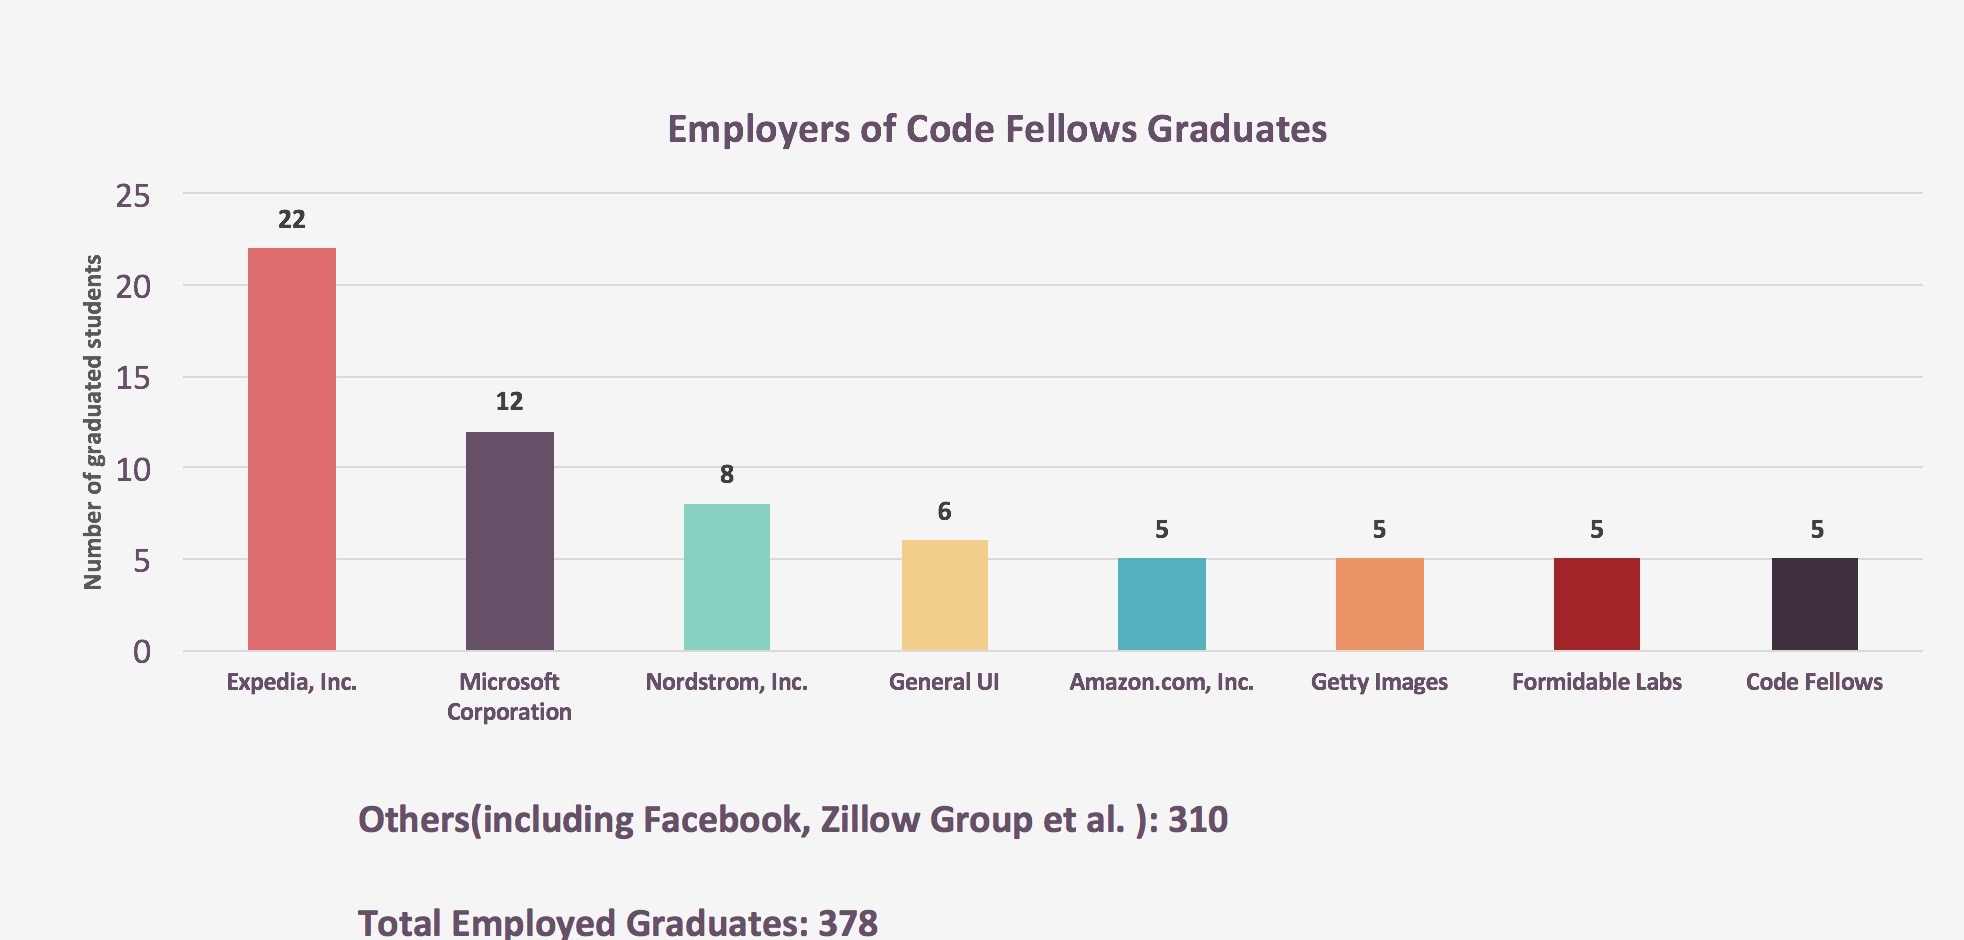 Employers of Code Fellows Graduates
Number of graduated students
25
20
15
10
5
0
22
12
8
6
5
5
5
5
Expedia, Inc.
Microsoft
Corporation
Nordstrom, Inc.
General UI
Amazon.com, Inc.
Getty Images
Formidable Labs
Code Fellows
Others(including Facebook, Zillow Group et al. ): 310
Total Employed Graduates: 378